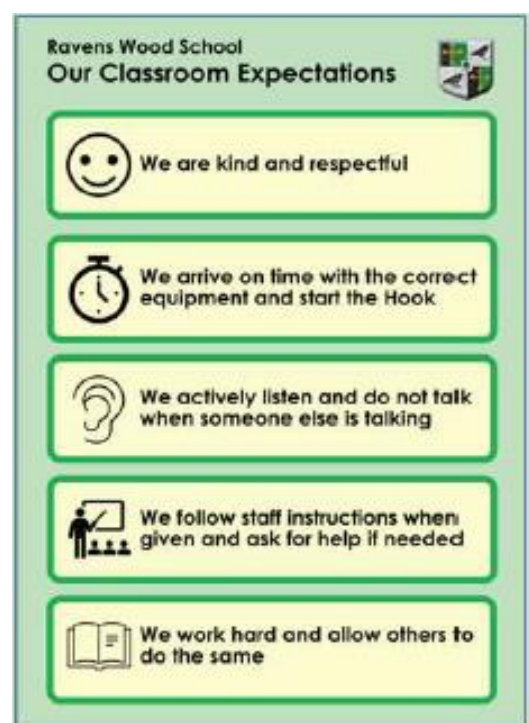 Ravens Wood School
Our Classroom Expectations
We are kind and respectful
We arrive on time with the correct
equipment and start the Hook
We actively listen and do not talk
when someone else is talking
We follow staff instructions when
given and ask for help if needed
We work hard and allow others to
do the same